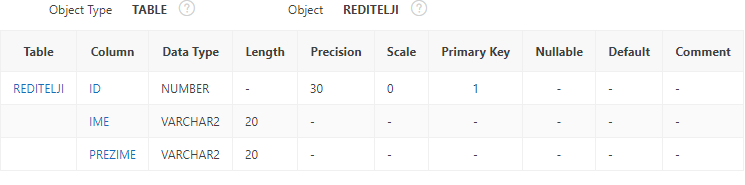 Object Type TABLE ? Object REDITELJI ?
Table Column Data Type Length Precision Scale Primary Key Nullable Default Comment
REDITELJI ID NUMBER - 30 0 1 - - -
IME VARCHAR2 20 - - - - - -
PREZIME VARCHAR2 20 - - - - - -